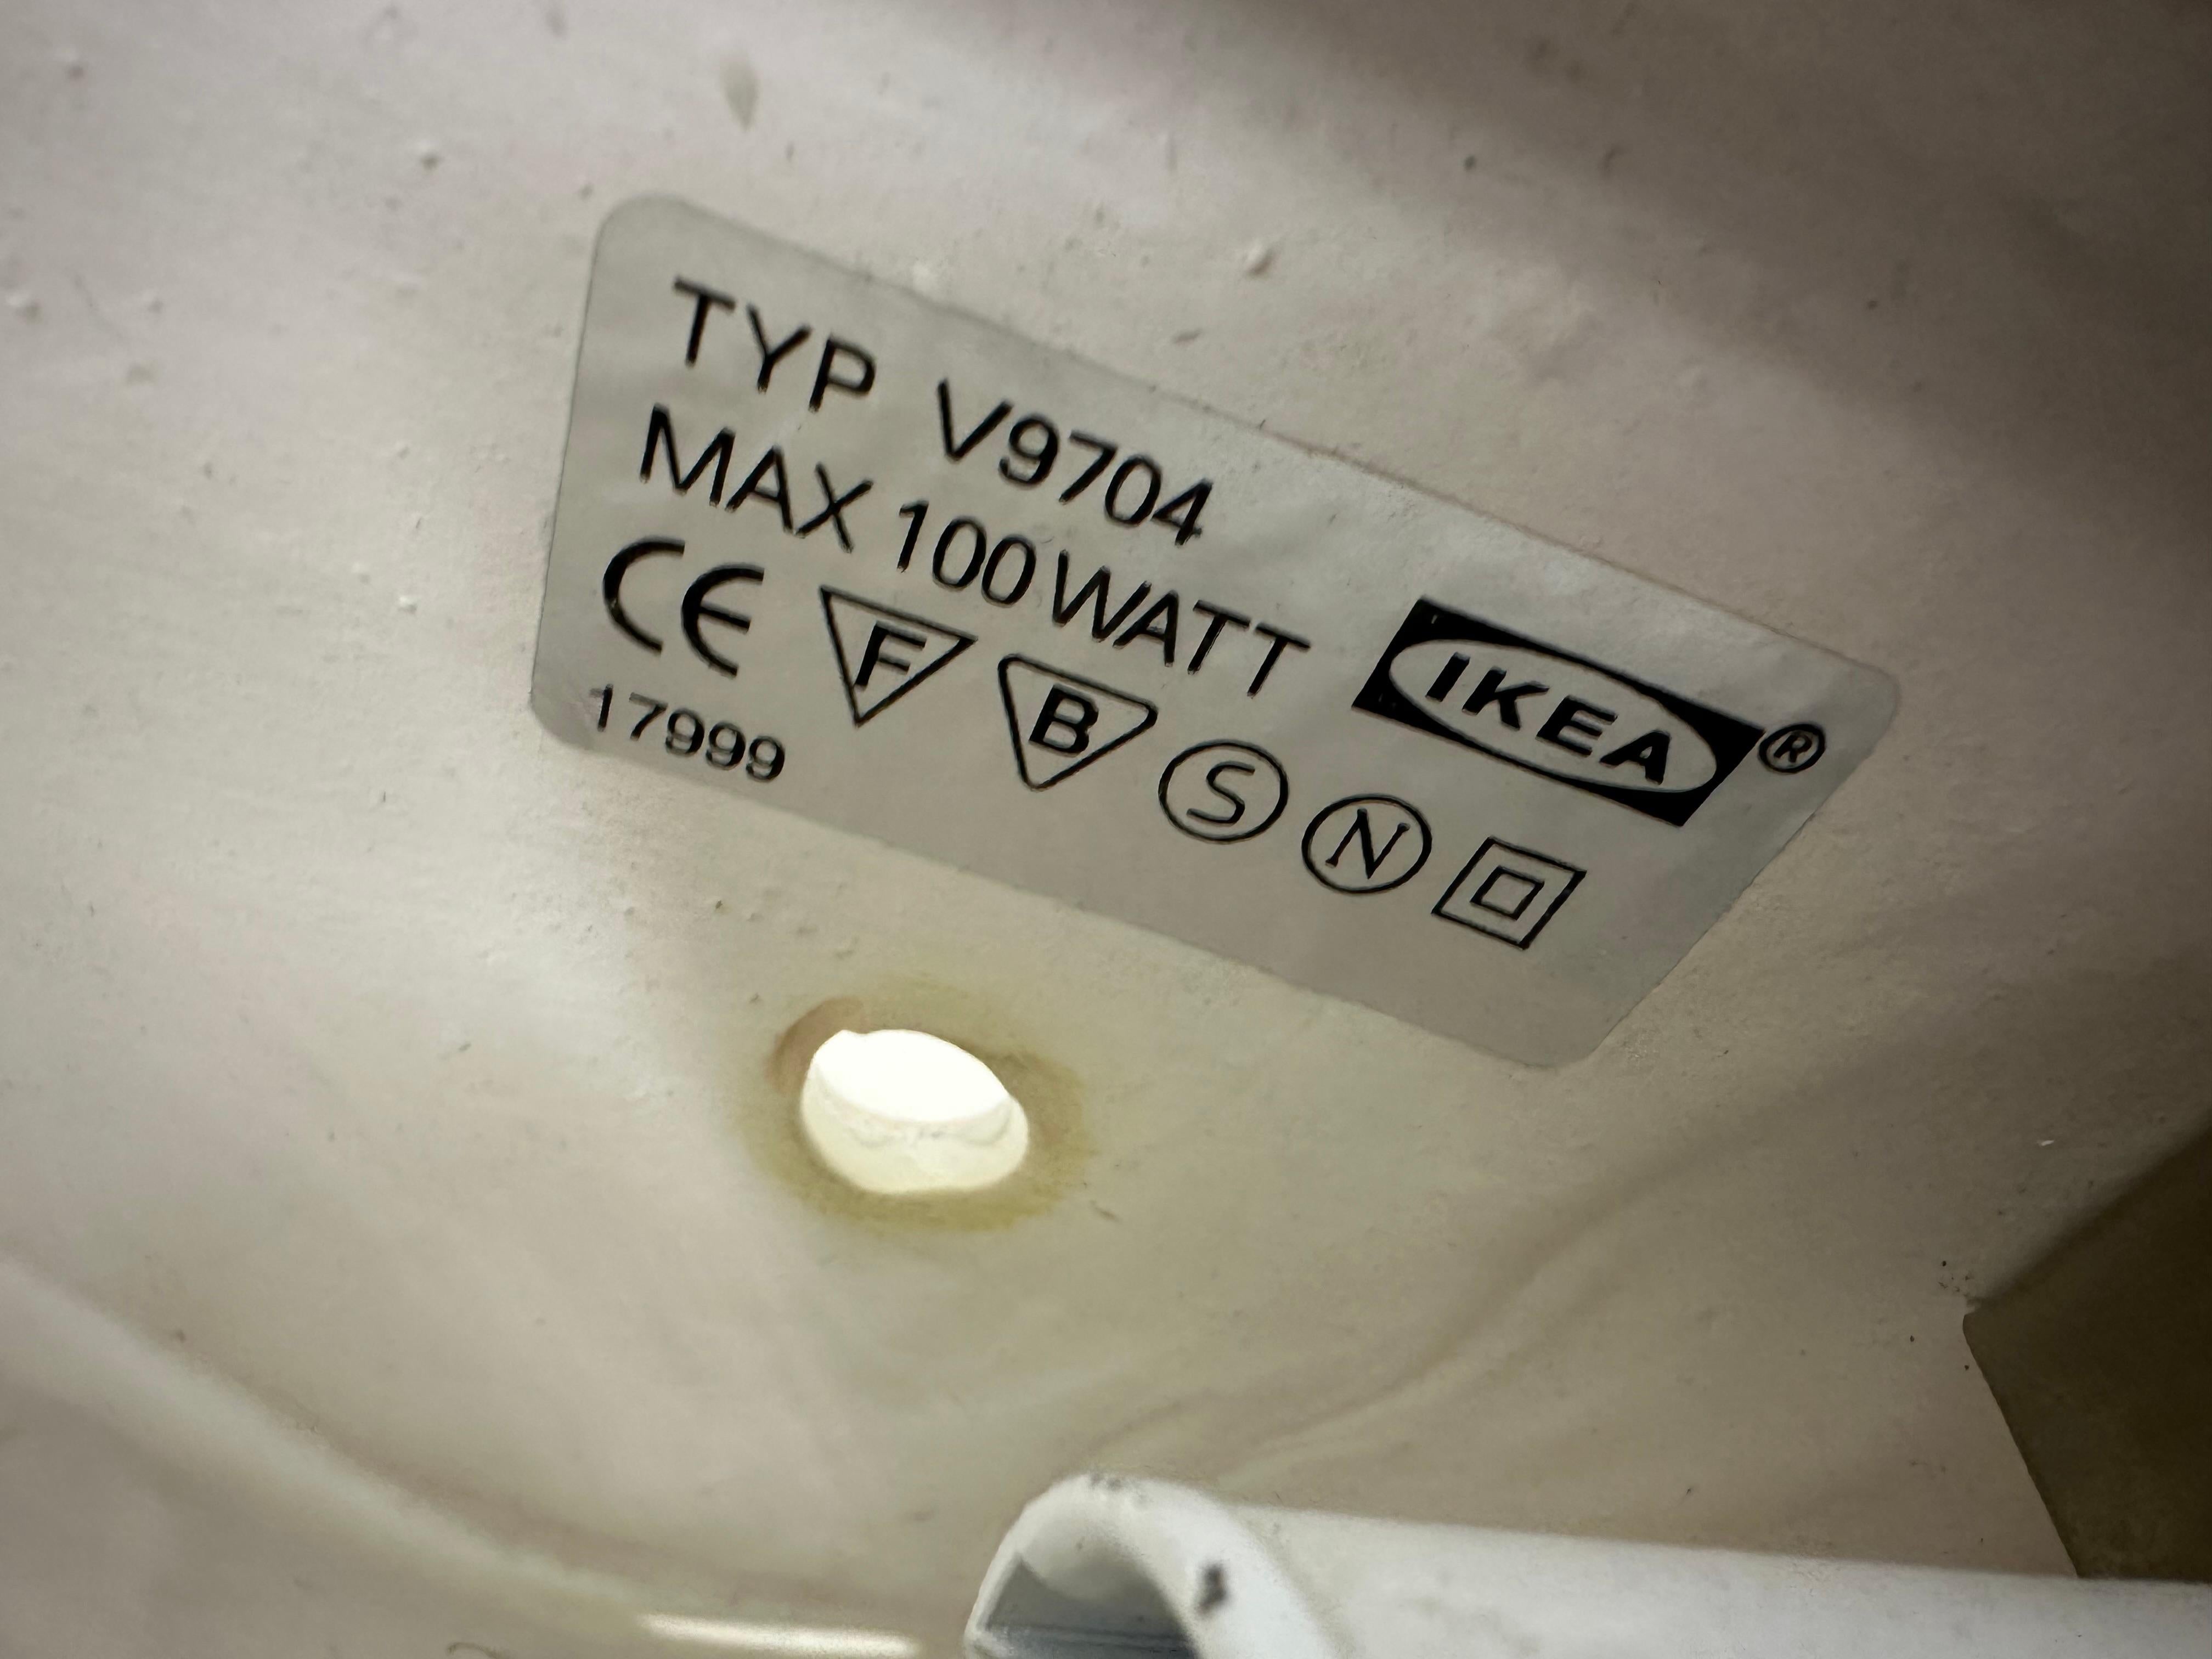 TYP V9704
MAX 100 WATT
IKEA®
CE F B S N
17999